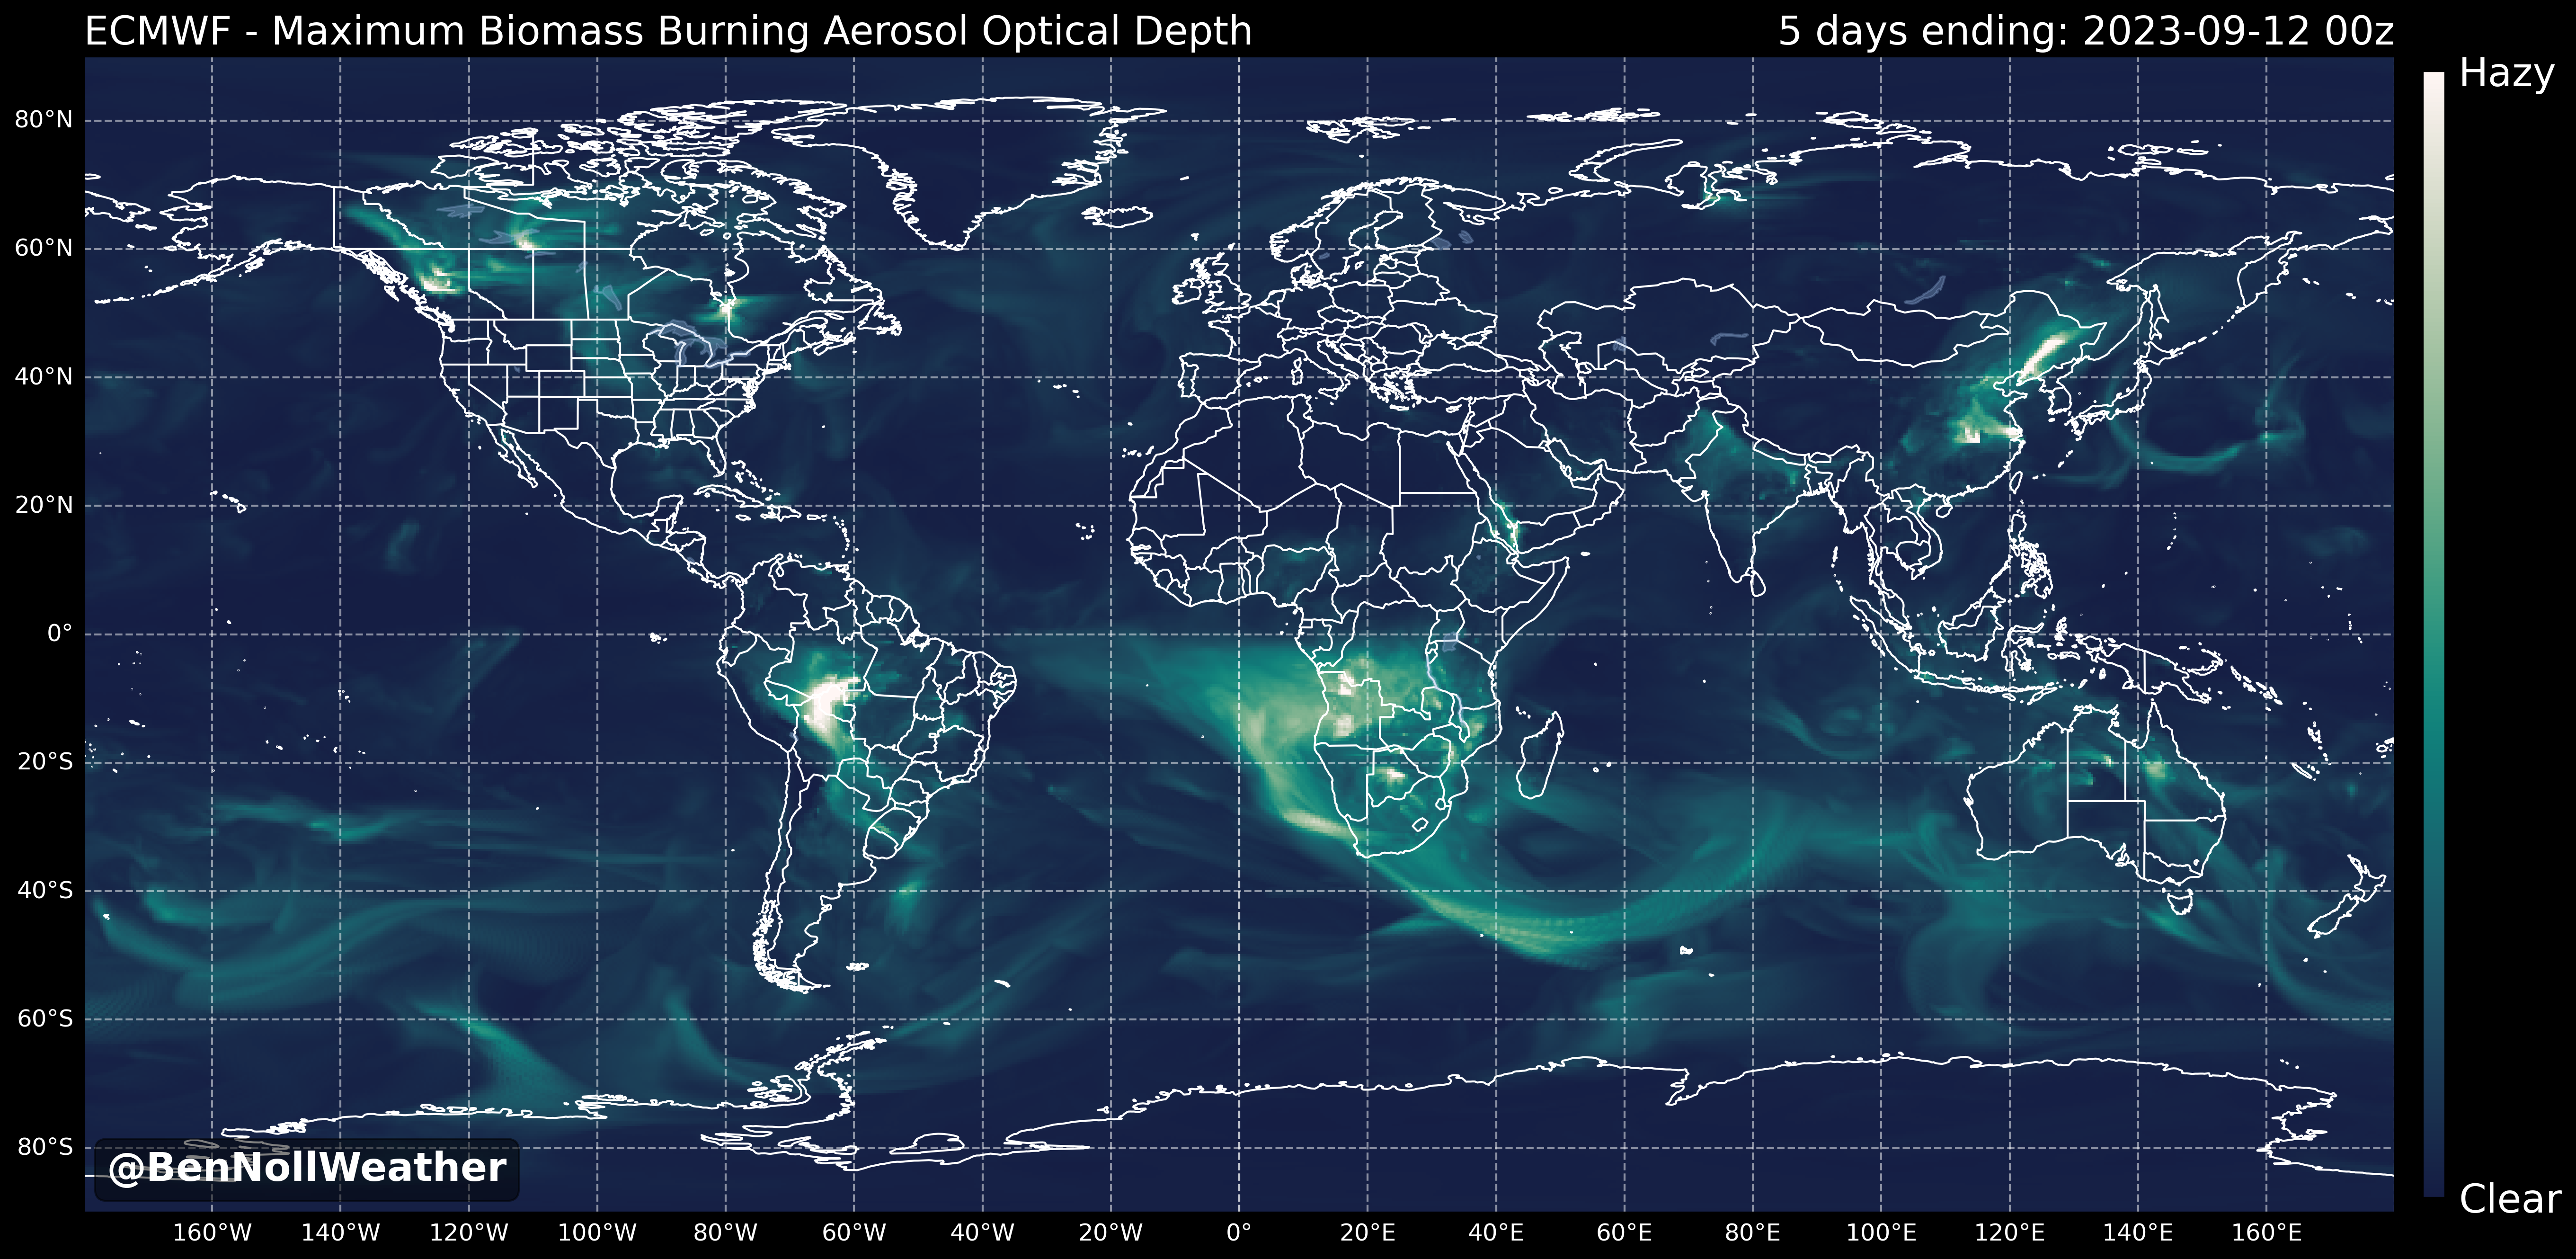 ECMWF - Maximum Biomass Burning Aerosol Optical Depth
5 days ending: 2023-09-12 00z
Hazy
80°N
60°N
40°N
20°N
0°
20°S
40°S
60°S
80°S
@BenNollWeather
Clear
160°W 140°W 120°W 100°W 80°W 60°W 40°W 20°W 0° 20°E 40°E 60°E 80°E 100°E 120°E 140°E 160°E